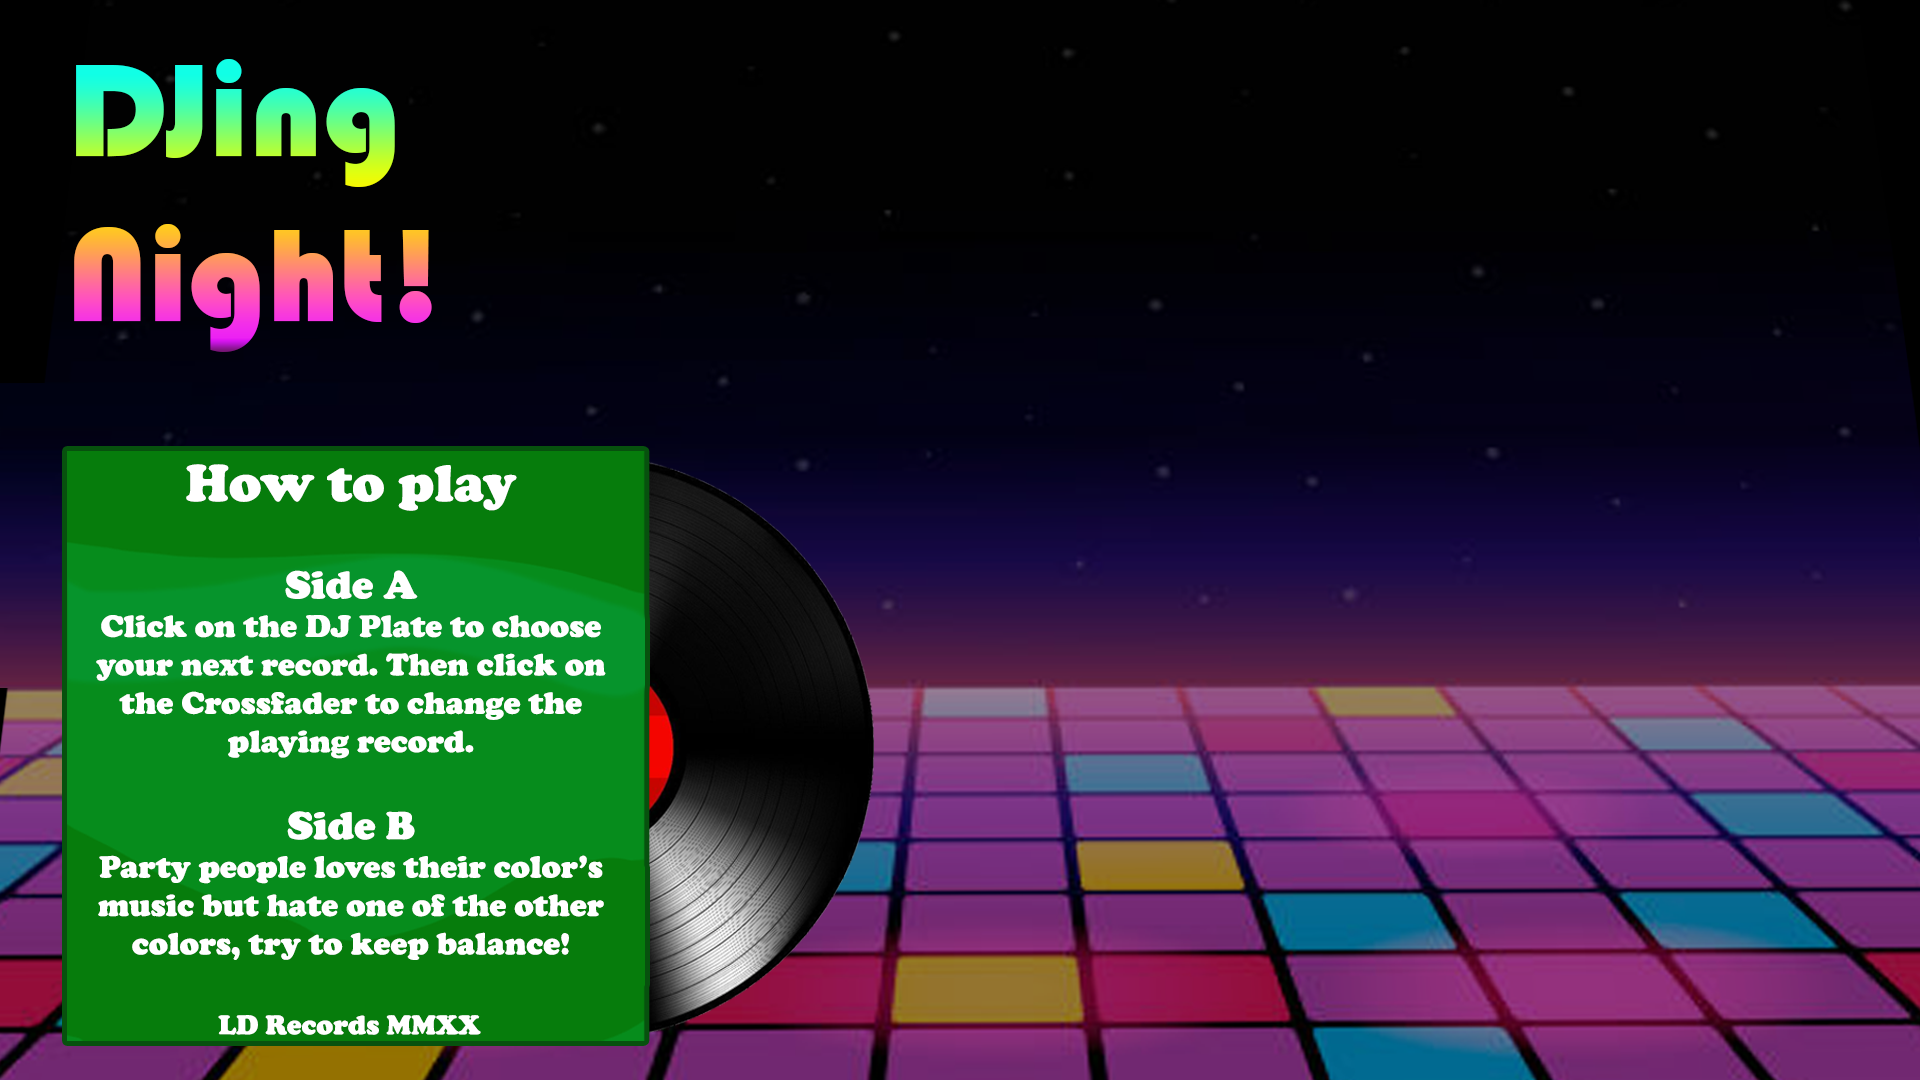 DJing
Night!
How to play
Side A
Click on the DJ Plate to choose
your next record. Then click on
the Crossfader to change the
playing record.
Side B
Party people loves their color’s
music but hate one of the other
colors, try to keep balance!
LD Records MMXX